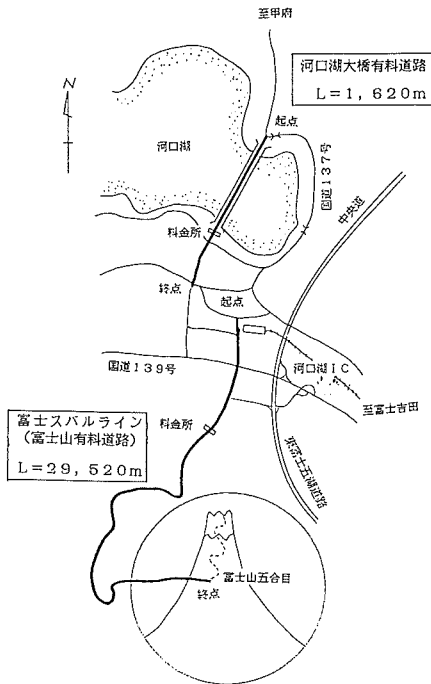 至甲府
河口湖大橋有料道路
L=1,620m
N
起点
河口湖
国道137号
中央道
料金所
終点
起点
河口湖IC
国道139号
至富士吉田
富士スバルライン
(富士山有料道路)
L=29,520m
料金所
東富士五湖道路
富士山五合目
終点